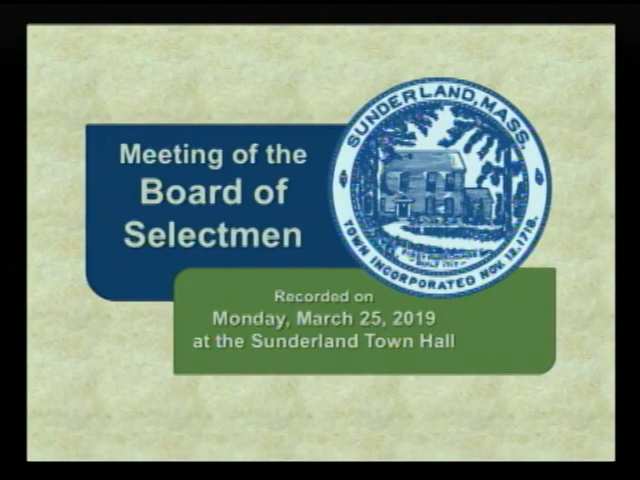 Meeting of the
Board of
Selectmen
SUNDERLAND, MASS.
TOWN INCORPORATED NOV. 12. 1718.
Recorded on
Monday, March 25, 2019
at the Sunderland Town Hall